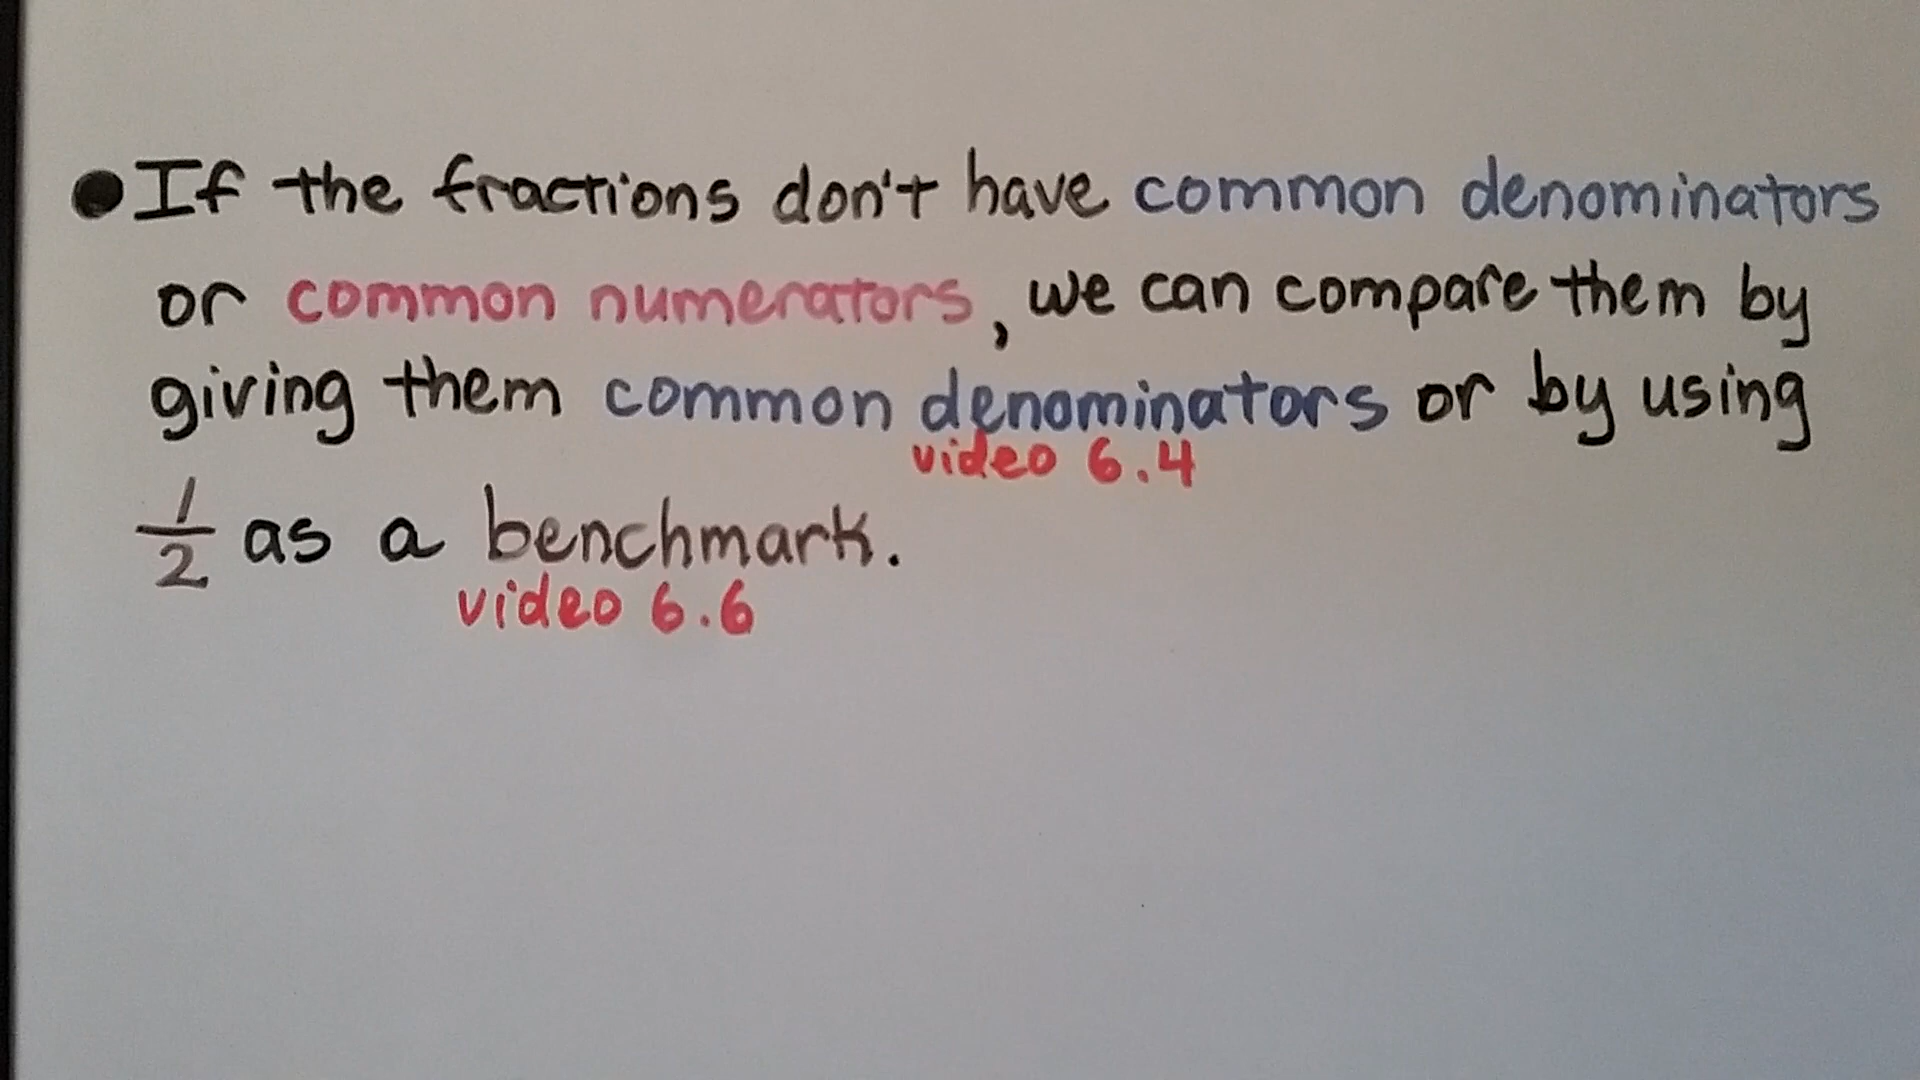 ● If the fractions don't have common denominators
or common numerators, we can compare them by
giving them common denominators or by using
video 6.4
1/2 as a benchmark.
video 6.6